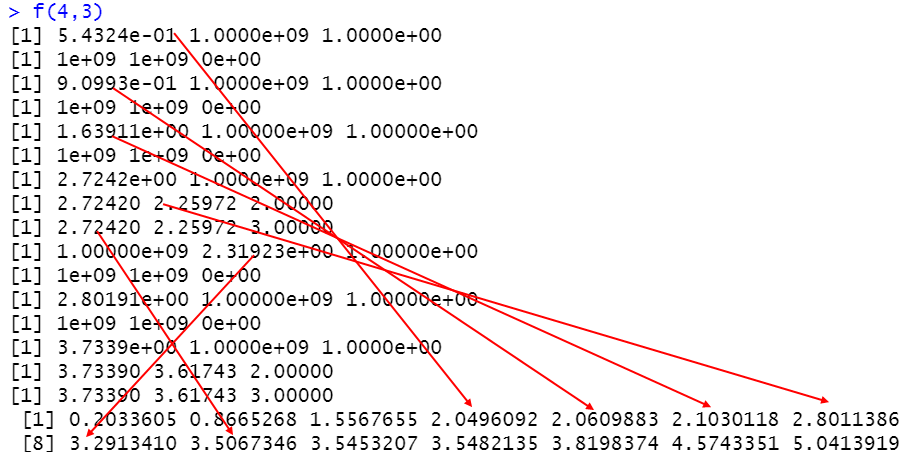 > f(4,3)
[1] 5.4324e-01 1.0000e+09 1.0000e+00
[1] 1e+09 1e+09 0e+00
[1] 9.0993e-01 1.0000e+09 1.0000e+00
[1] 1e+09 1e+09 0e+00
[1] 1.63911e+00 1.00000e+09 1.00000e+00
[1] 1e+09 1e+09 0e+00
[1] 2.7242e+00 1.0000e+09 1.0000e+00
[1] 2.72420 2.25972 2.00000
[1] 2.72420 2.25972 3.00000
[1] 1.00000e+09 2.31923e+00 1.00000e+00
[1] 1e+09 1e+09 0e+00
[1] 2.80191e+00 1.00000e+09 1.00000e+00
[1] 1e+09 1e+09 0e+00
[1] 3.7339e+00 1.0000e+09 1.0000e+00
[1] 3.73390 3.61743 2.00000
[1] 3.73390 3.61743 3.00000
[1] 0.2033605 0.8665268 1.5567655 2.0496092 2.0609883 2.1030118 2.8011386
[8] 3.2913410 3.5067346 3.5453207 3.5482135 3.8198374 4.5743351 5.0413919